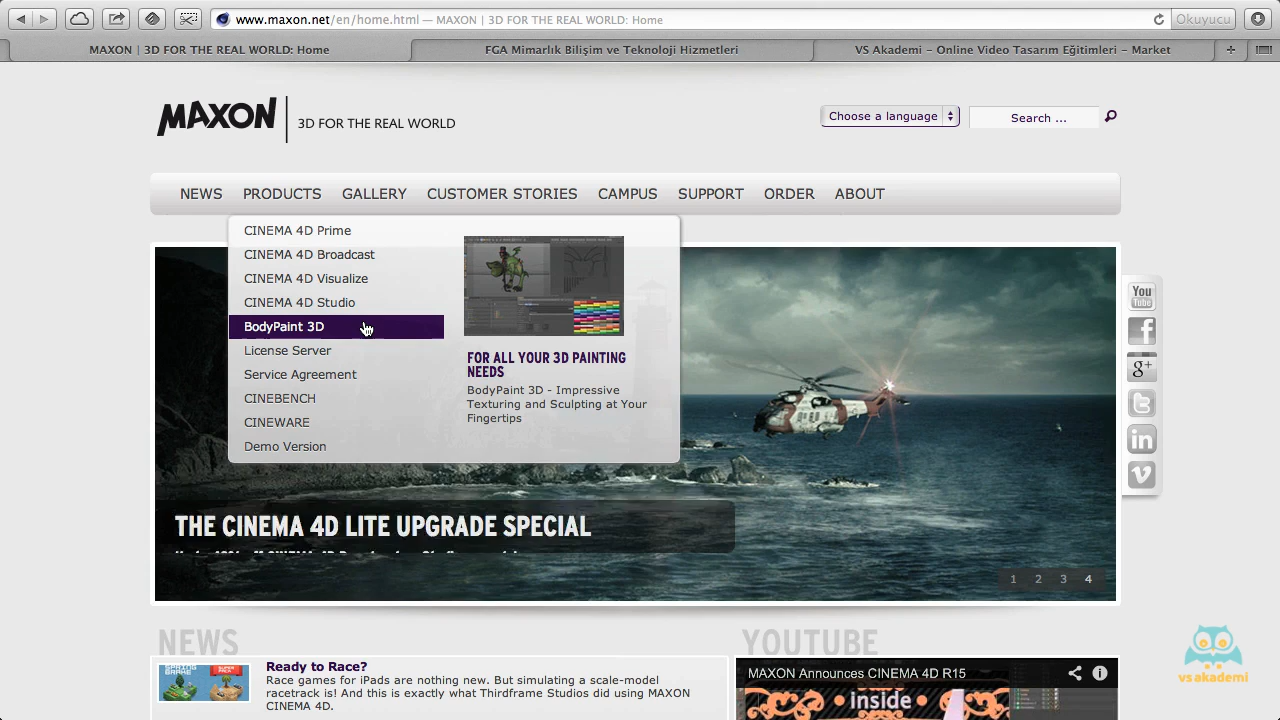 www.maxon.net/en/home.html — MAXON | 3D FOR THE REAL WORLD: Home
Okuyucu
MAXON | 3D FOR THE REAL WORLD: Home
FGA Mimarlık Bilişim ve Teknoloji Hizmetleri
VS Akademi – Online Video Tasarım Eğitimleri – Market
MAXON
3D FOR THE REAL WORLD
Choose a language
Search ...
NEWS PRODUCTS GALLERY CUSTOMER STORIES CAMPUS SUPPORT ORDER ABOUT
CINEMA 4D Prime
CINEMA 4D Broadcast
CINEMA 4D Visualize
CINEMA 4D Studio
BodyPaint 3D
License Server
Service Agreement
CINEBENCH
CINEWARE
Demo Version
FOR ALL YOUR 3D PAINTING
NEEDS
BodyPaint 3D - Impressive
Texturing and Sculpting at Your
Fingertips
You
Tube
THE CINEMA 4D LITE UPGRADE SPECIAL
1 2 3 4
NEWS
YOUTUBE
Ready to Race?
Racetracks for iPads are nothing new. But simulating a scale-model
racetrack? And this is exactly what thirdframe Studios did using MAXON
CINEMA
MAXON Announces CINEMA 4D R15
inside
vs akademi